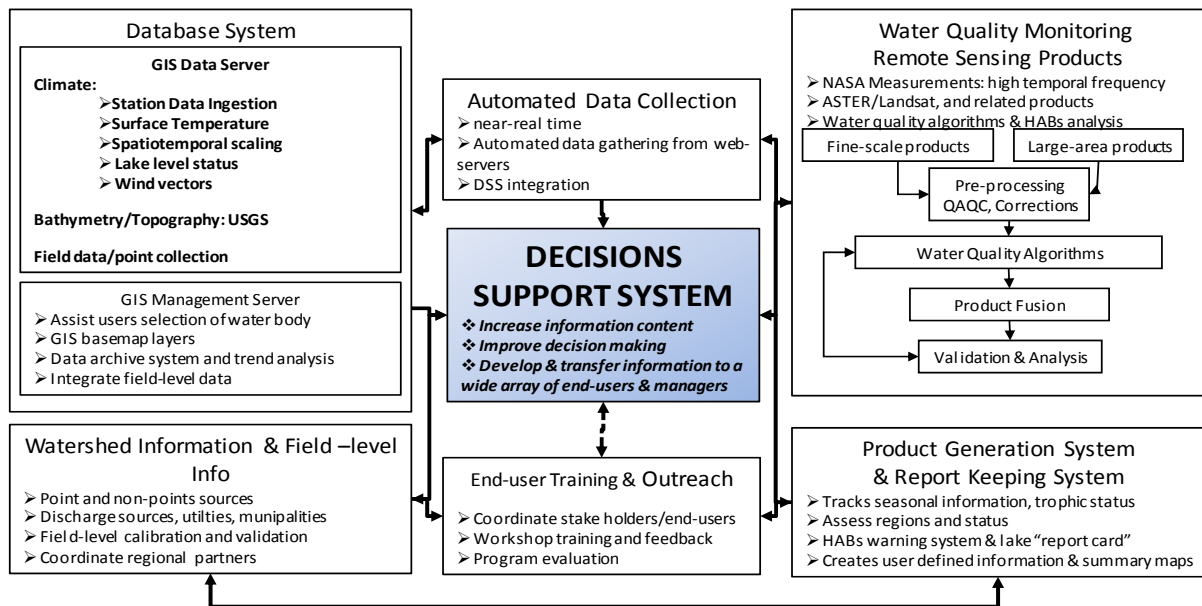 Database System
GIS Data Server
Climate:
➢Station Data Ingestion
➢Surface Temperature
➢Spatiotemporal scaling
➢Lake level status
➢Wind vectors
Bathymetry/Topography: USGS
Field data/point collection
GIS Management Server
➢Assist users selection of water body
➢GIS basemap layers
➢Data archive system and trend analysis
➢Integrate field-level data
Automated Data Collection
➢near-real time
➢Automated data gathering from web-
servers
➢DSS integration
DECISIONS
SUPPORT SYSTEM
❖Increase information content
❖Improve decision making
❖Develop & transfer information to a
wide array of end-users & managers
Water Quality Monitoring
Remote Sensing Products
➢NASA Measurements: high temporal frequency
➢ASTER/Landsat, and related products
➢Water quality algorithms & HABs analysis
Fine-scale products
Large-area products
Pre-processing
QAQC, Corrections
Water Quality Algorithms
Product Fusion
Validation & Analysis
Watershed Information & Field –level
Info
➢Point and non-points sources
➢Discharge sources, utilties, munipalities
➢Field-level calibration and validation
➢Coordinate regional partners
End-user Training & Outreach
➢Coordinate stake holders/end-users
➢Workshop training and feedback
➢Program evaluation
Product Generation System
& Report Keeping System
➢Tracks seasonal information, trophic status
➢Assess regions and status
➢HABs warning system & lake “report card”
➢Creates user defined information & summary maps